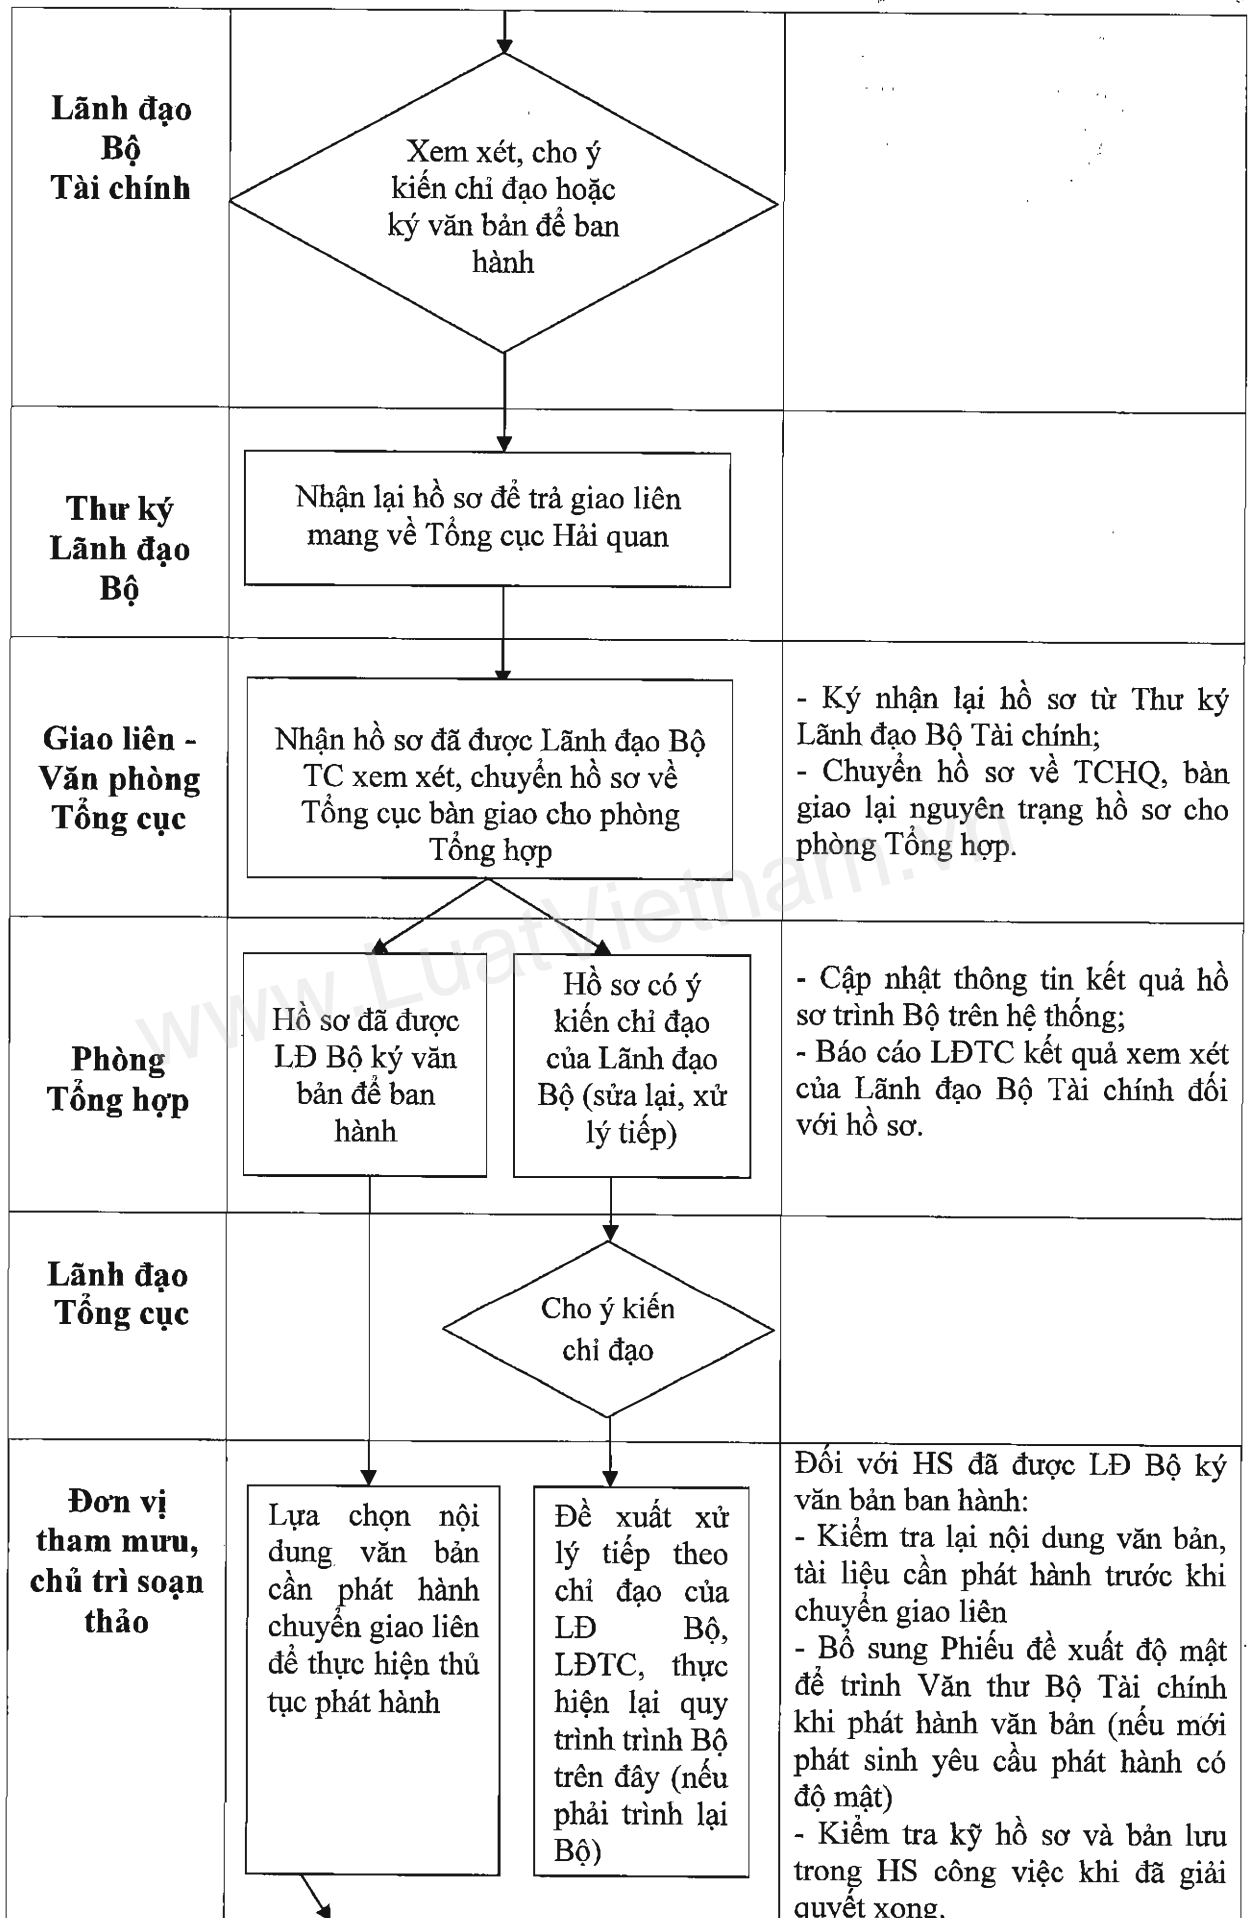 Lãnh đạo
Bộ
Tài chính
Xem xét, cho ý
kiến chỉ đạo hoặc
ký văn bản để ban
hành
Thư ký
Lãnh đạo
Bộ
Nhận lại hồ sơ để trả giao liên
mang về Tổng cục Hải quan
Giao liên -
Văn phòng
Tổng cục
Nhận hồ sơ đã được Lãnh đạo Bộ
TC xem xét, chuyển hồ sơ về
Tổng cục bàn giao cho phòng
Tổng hợp
- Ký nhận lại hồ sơ từ Thư ký
Lãnh đạo Bộ Tài chính;
- Chuyển hồ sơ về TCHQ, bàn
giao lại nguyên trạng hồ sơ cho
phòng Tổng hợp.
www.LuatVietnam.vn
Phòng
Tổng hợp
Hồ sơ đã được
LĐ Bộ ký văn
bản để ban
hành
Hồ sơ có ý
kiến chỉ đạo
của Lãnh đạo
Bộ (sửa lại, xử
lý tiếp)
- Cập nhật thông tin kết quả hồ
sơ trình Bộ trên hệ thống;
- Báo cáo LĐTC kết quả xem xét
của Lãnh đạo Bộ Tài chính đối
với hồ sơ.
Lãnh đạo
Tổng cục
Cho ý kiến
chỉ đạo
Đơn vị
tham mưu,
chủ trì soạn
thảo
Lựa chọn nội
dung văn bản
cần phát hành
chuyển giao liên
để thực hiện thủ
tục phát hành
Đề xuất xử
lý tiếp theo
chỉ đạo của
LĐ Bộ,
LĐTC, thực
hiện lại quy
trình trình Bộ
trên đây (nếu
phải trình lại
Bộ)
Đối với HS đã được LĐ Bộ ký
văn bản ban hành:
- Kiểm tra lại nội dung văn bản,
tài liệu cần phát hành trước khi
chuyển giao liên
- Bổ sung Phiếu đề xuất độ mật
để trình Văn thư Bộ Tài chính
khi phát hành văn bản (nếu mới
phát sinh yêu cầu phát hành có
độ mật)
- Kiểm tra kỹ hồ sơ và bản lưu
trong HS công việc khi đã giải
quyết xong.